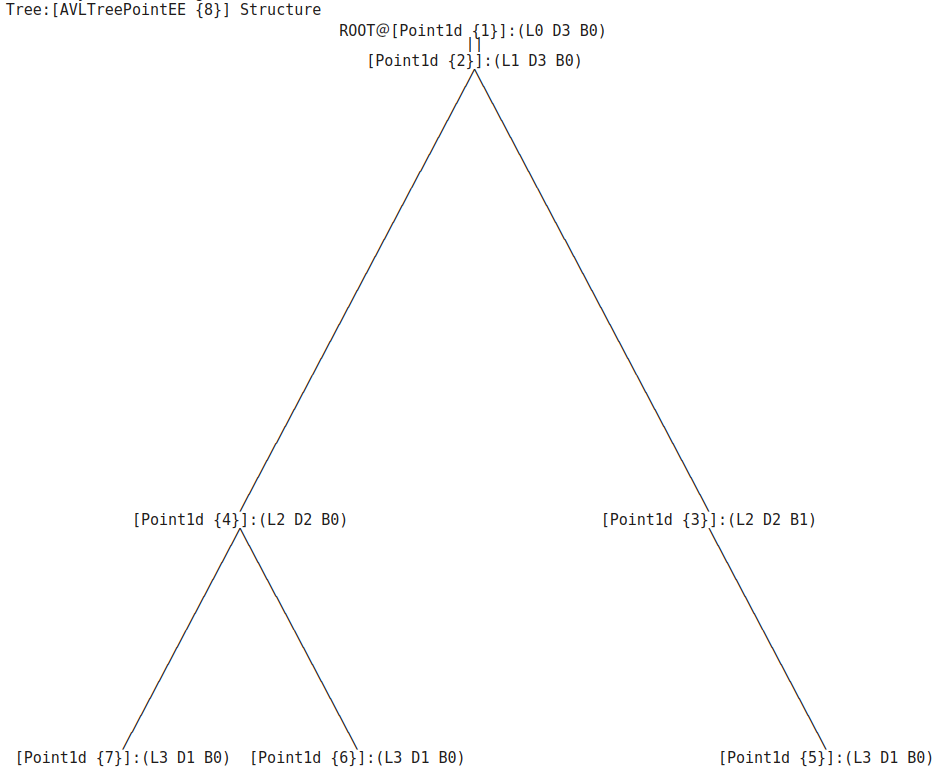 Tree:[AVLTreePointEE {8}] Structure
ROOT@[Point1d {1}]:(L0 D3 B0)
||
[Point1d {2}]:(L1 D3 B0)
[Point1d {4}]:(L2 D2 B0) [Point1d {3}]:(L2 D2 B1)
[Point1d {7}]:(L3 D1 B0) [Point1d {6}]:(L3 D1 B0) [Point1d {5}]:(L3 D1 B0)